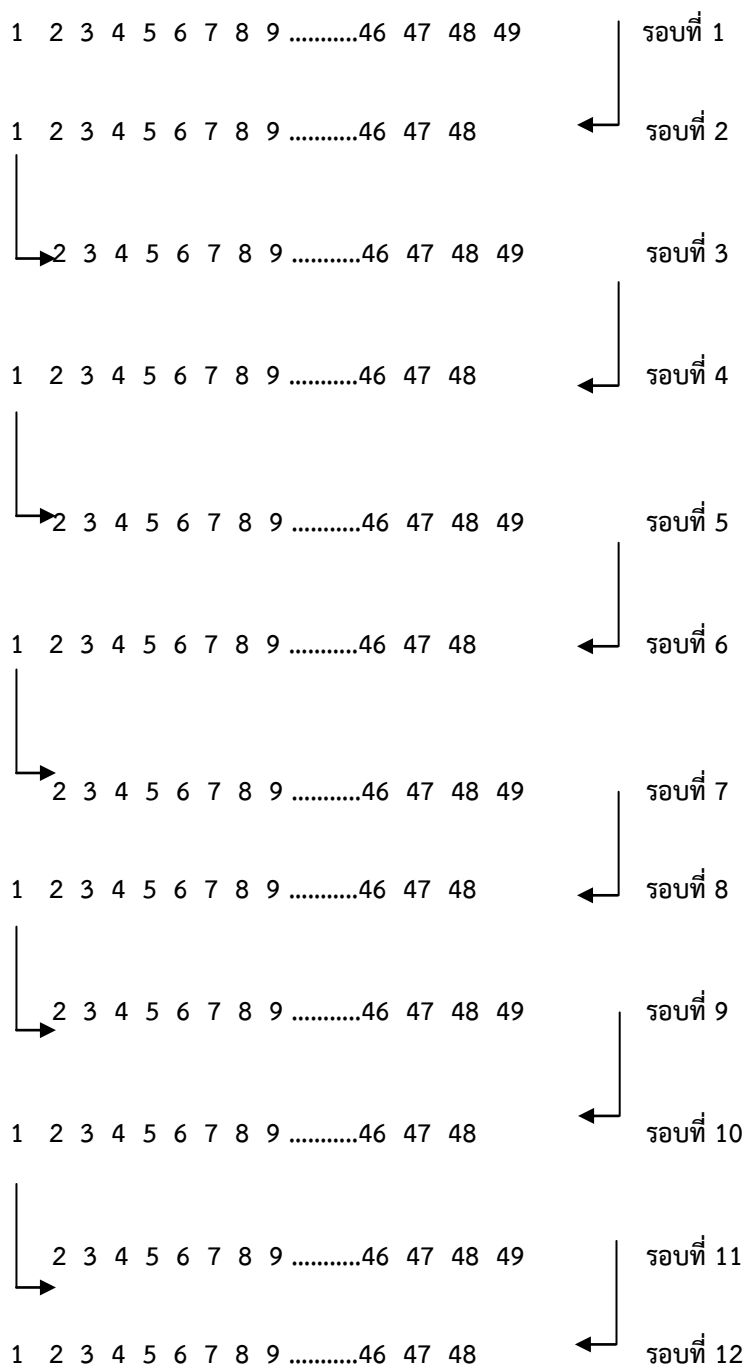 1 2 3 4 5 6 7 8 9 ...........46 47 48 49 รอบที่ 1
1 2 3 4 5 6 7 8 9 ...........46 47 48 รอบที่ 2
2 3 4 5 6 7 8 9 ...........46 47 48 49 รอบที่ 3
1 2 3 4 5 6 7 8 9 ...........46 47 48 รอบที่ 4
2 3 4 5 6 7 8 9 ...........46 47 48 49 รอบที่ 5
1 2 3 4 5 6 7 8 9 ...........46 47 48 รอบที่ 6
2 3 4 5 6 7 8 9 ...........46 47 48 49 รอบที่ 7
1 2 3 4 5 6 7 8 9 ...........46 47 48 รอบที่ 8
2 3 4 5 6 7 8 9 ...........46 47 48 49 รอบที่ 9
1 2 3 4 5 6 7 8 9 ...........46 47 48 รอบที่ 10
2 3 4 5 6 7 8 9 ...........46 47 48 49 รอบที่ 11
1 2 3 4 5 6 7 8 9 ...........46 47 48 รอบที่ 12